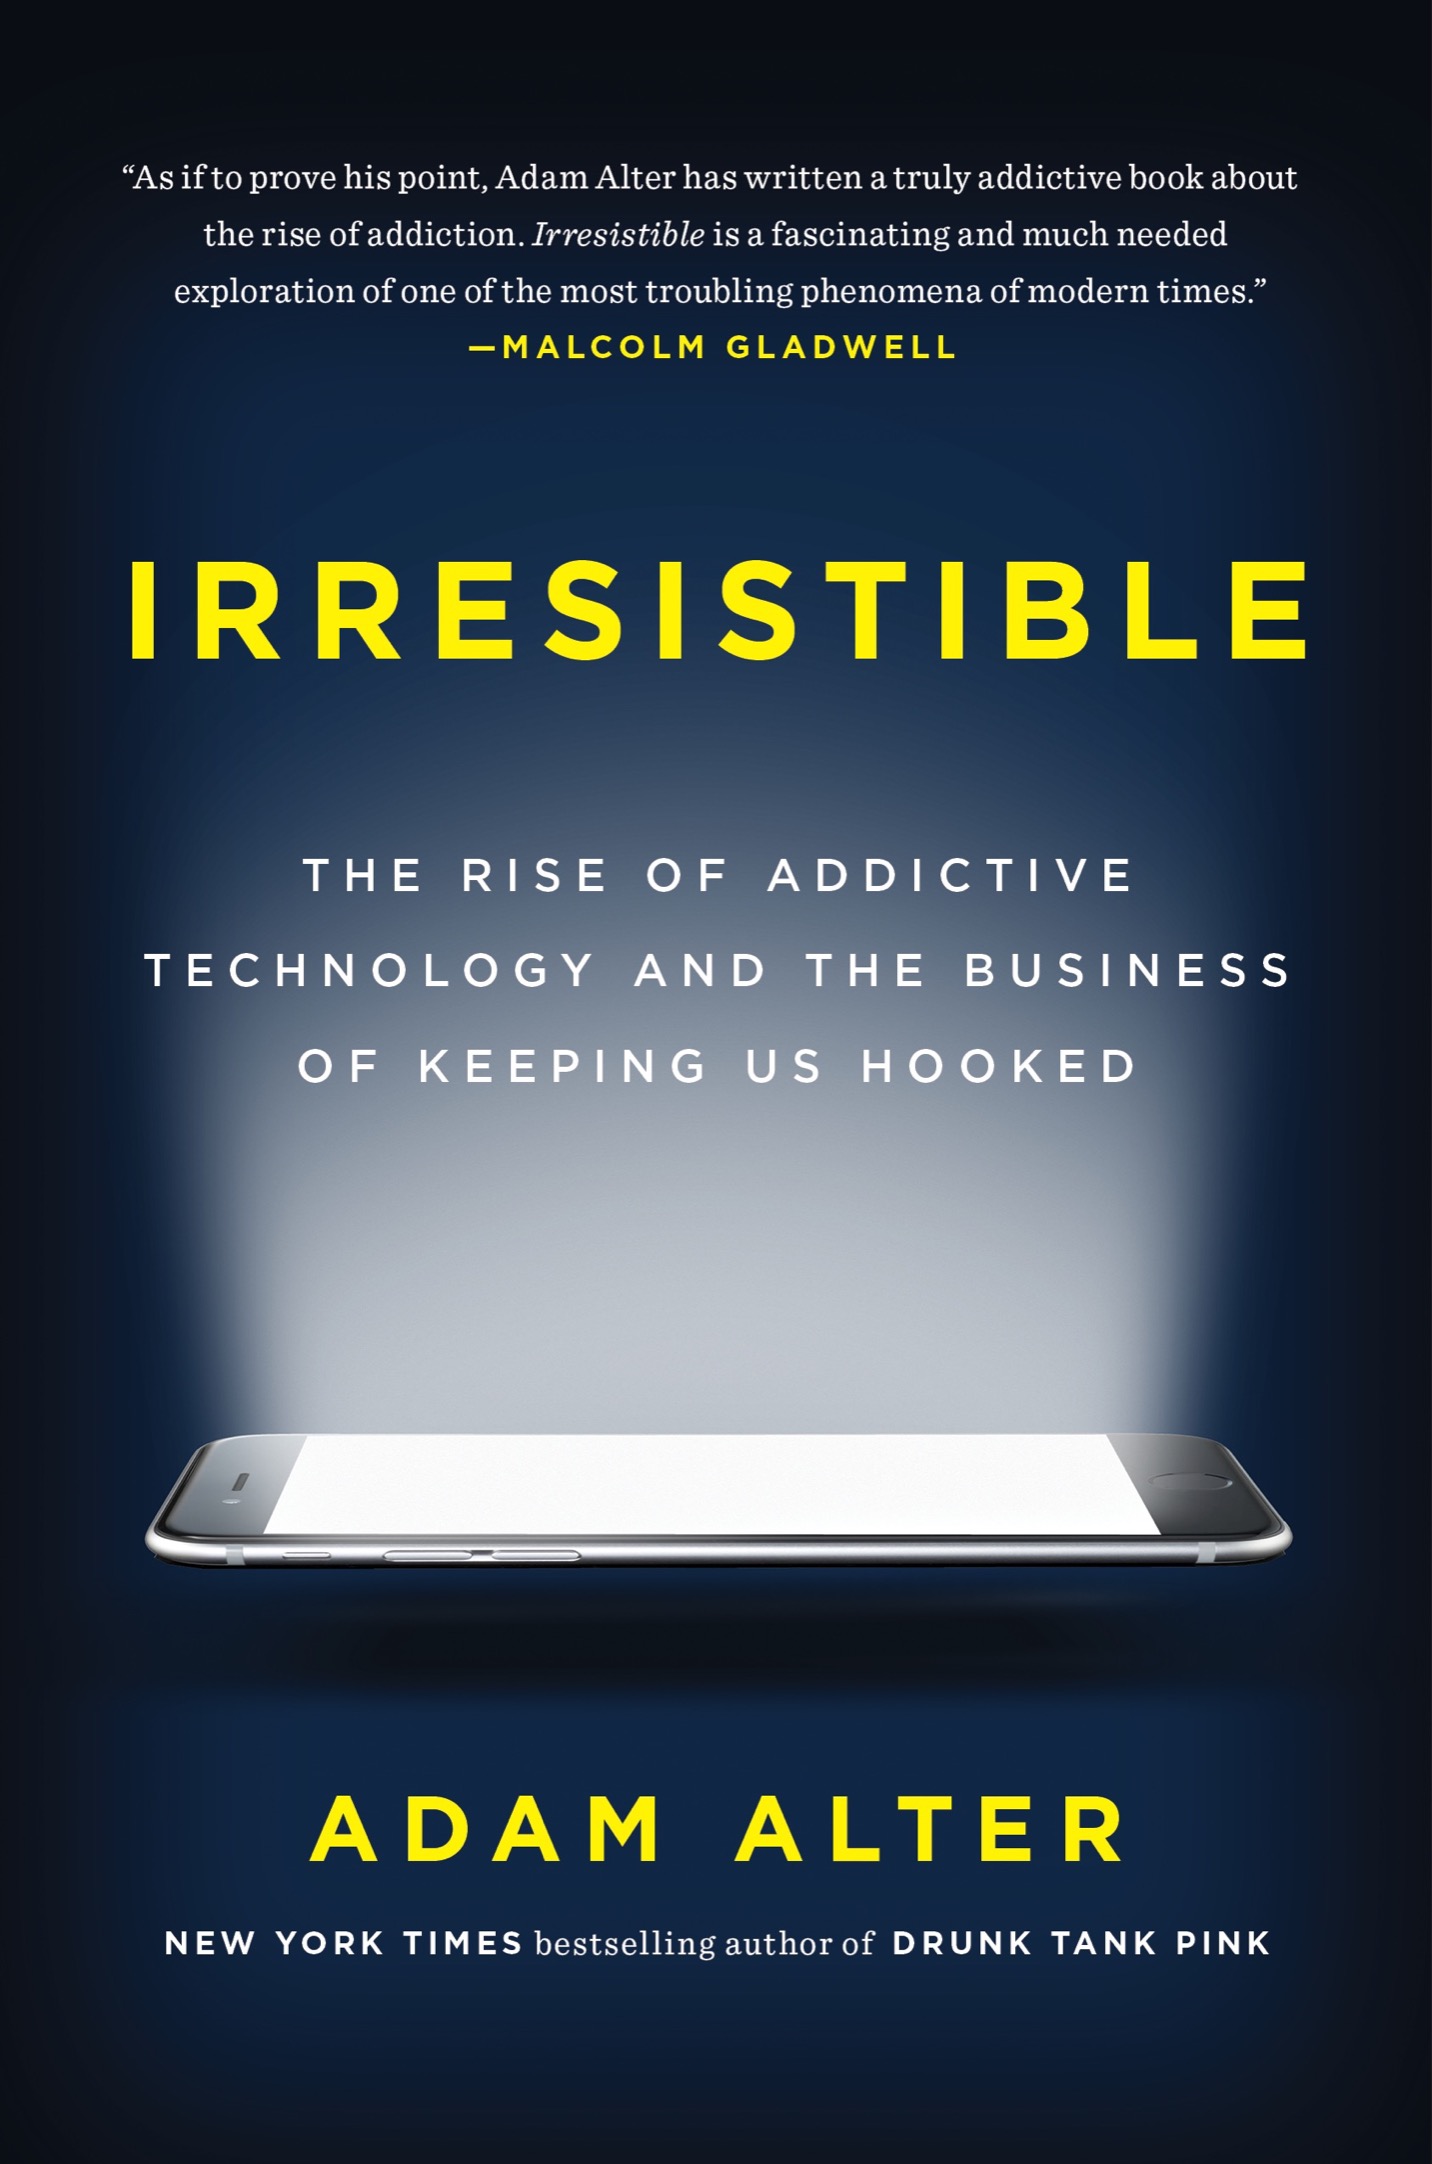 “As if to prove his point, Adam Alter has written a truly addictive book about
the rise of addiction. Irresistible is a fascinating and much needed
exploration of one of the most troubling phenomena of modern times.”
—MALCOLM GLADWELL
IRRESISTIBLE
THE RISE OF ADDICTIVE
TECHNOLOGY AND THE BUSINESS
OF KEEPING US HOOKED
ADAM ALTER
NEW YORK TIMES bestselling author of DRUNK TANK PINK